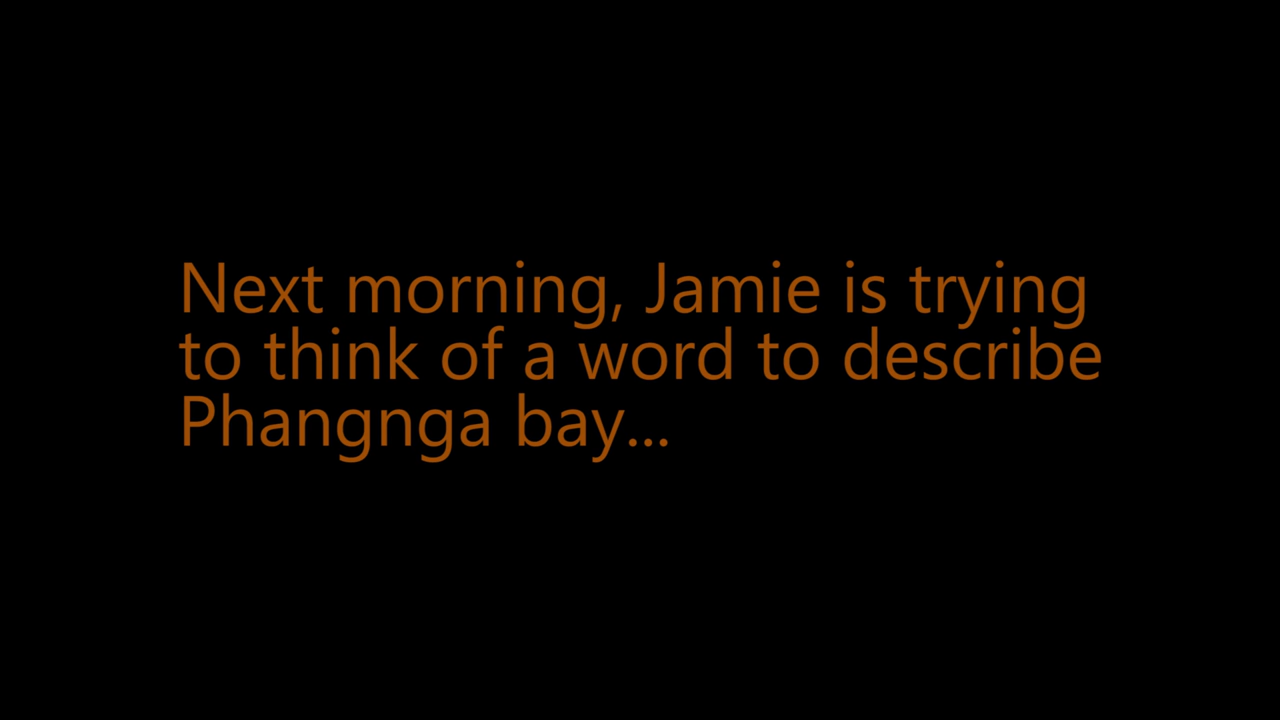 Next morning, Jamie is trying
to think of a word to describe
Phangnga bay...